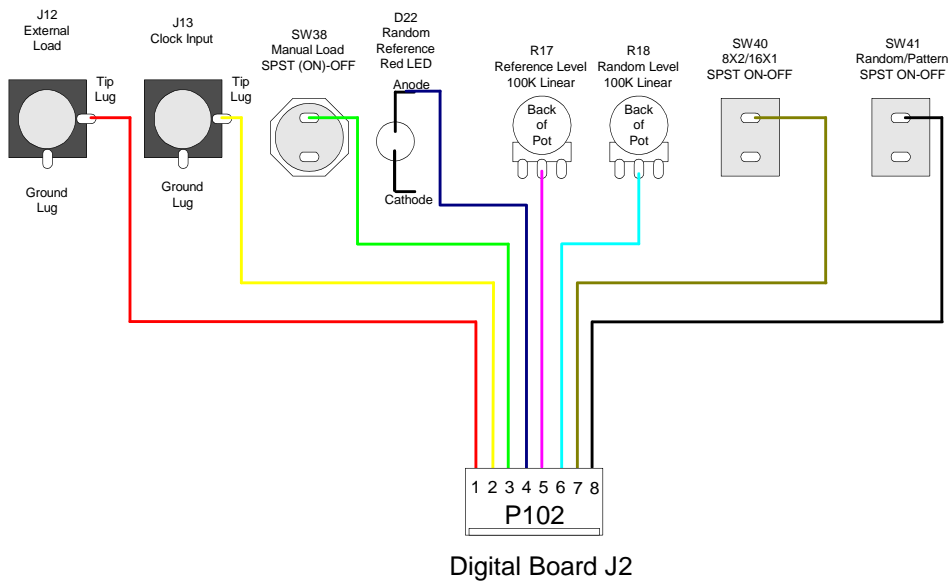 J12
External
Load
J13
Clock Input
SW38
Manual Load
SPST (ON)-OFF
D22
Random
Reference
Red LED
R17
Reference Level
100K Linear
R18
Random Level
100K Linear
SW40
8X2/16X1
SPST ON-OFF
SW41
Random/Pattern
SPST ON-OFF
Tip
Lug
Tip
Lug
Anode
Back
of
Pot
Back
of
Pot
Ground
Lug
Ground
Lug
Cathode
1 2 3 4 5 6 7 8
P102
Digital Board J2